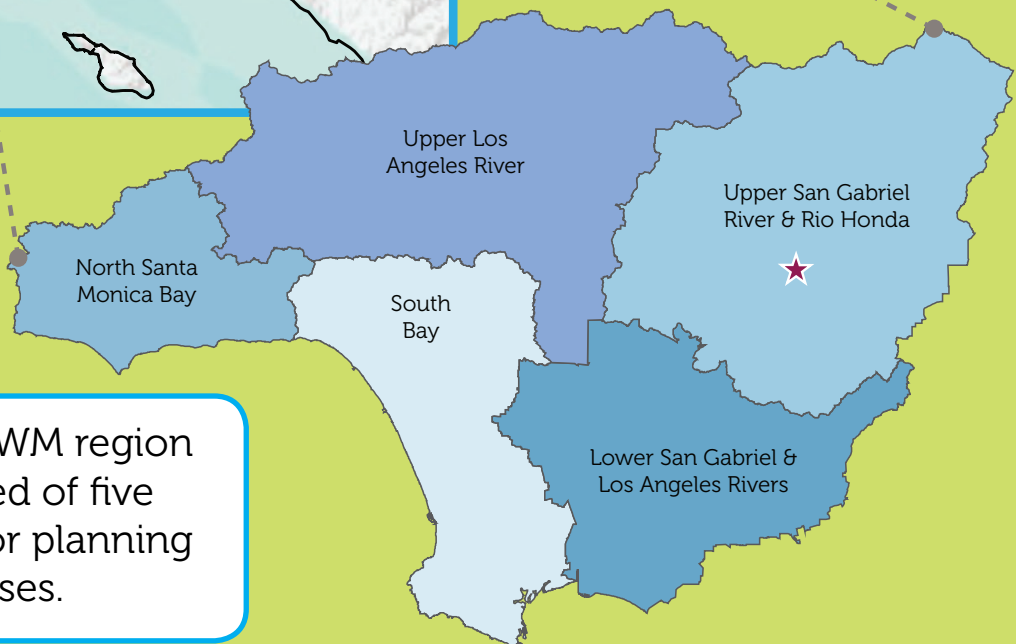 Upper Los
Angeles River
Upper San Gabriel
River & Rio Honda
North Santa
Monica Bay
South
Bay
Lower San Gabriel &
Los Angeles Rivers
WM region
ed of five
or planning
ses.